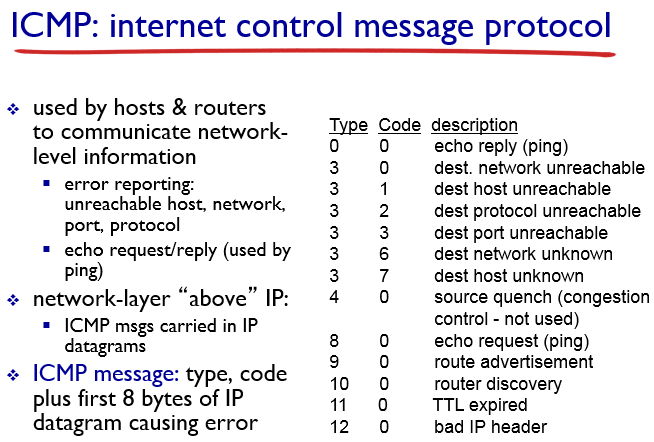 ICMP: internet control message protocol
used by hosts & routers
to communicate network-
level information
error reporting:
unreachable host, network,
port, protocol
echo request/reply (used by
ping)
network-layer “above” IP:
ICMP msgs carried in IP
datagrams
ICMP message: type, code
plus first 8 bytes of IP
datagram causing error
Type Code description
0 0 echo reply (ping)
3 0 dest. network unreachable
3 1 dest host unreachable
3 2 dest protocol unreachable
3 3 dest port unreachable
3 6 dest network unknown
3 7 dest host unknown
4 0 source quench (congestion
control - not used)
8 0 echo request (ping)
9 0 route advertisement
10 0 router discovery
11 0 TTL expired
12 0 bad IP header